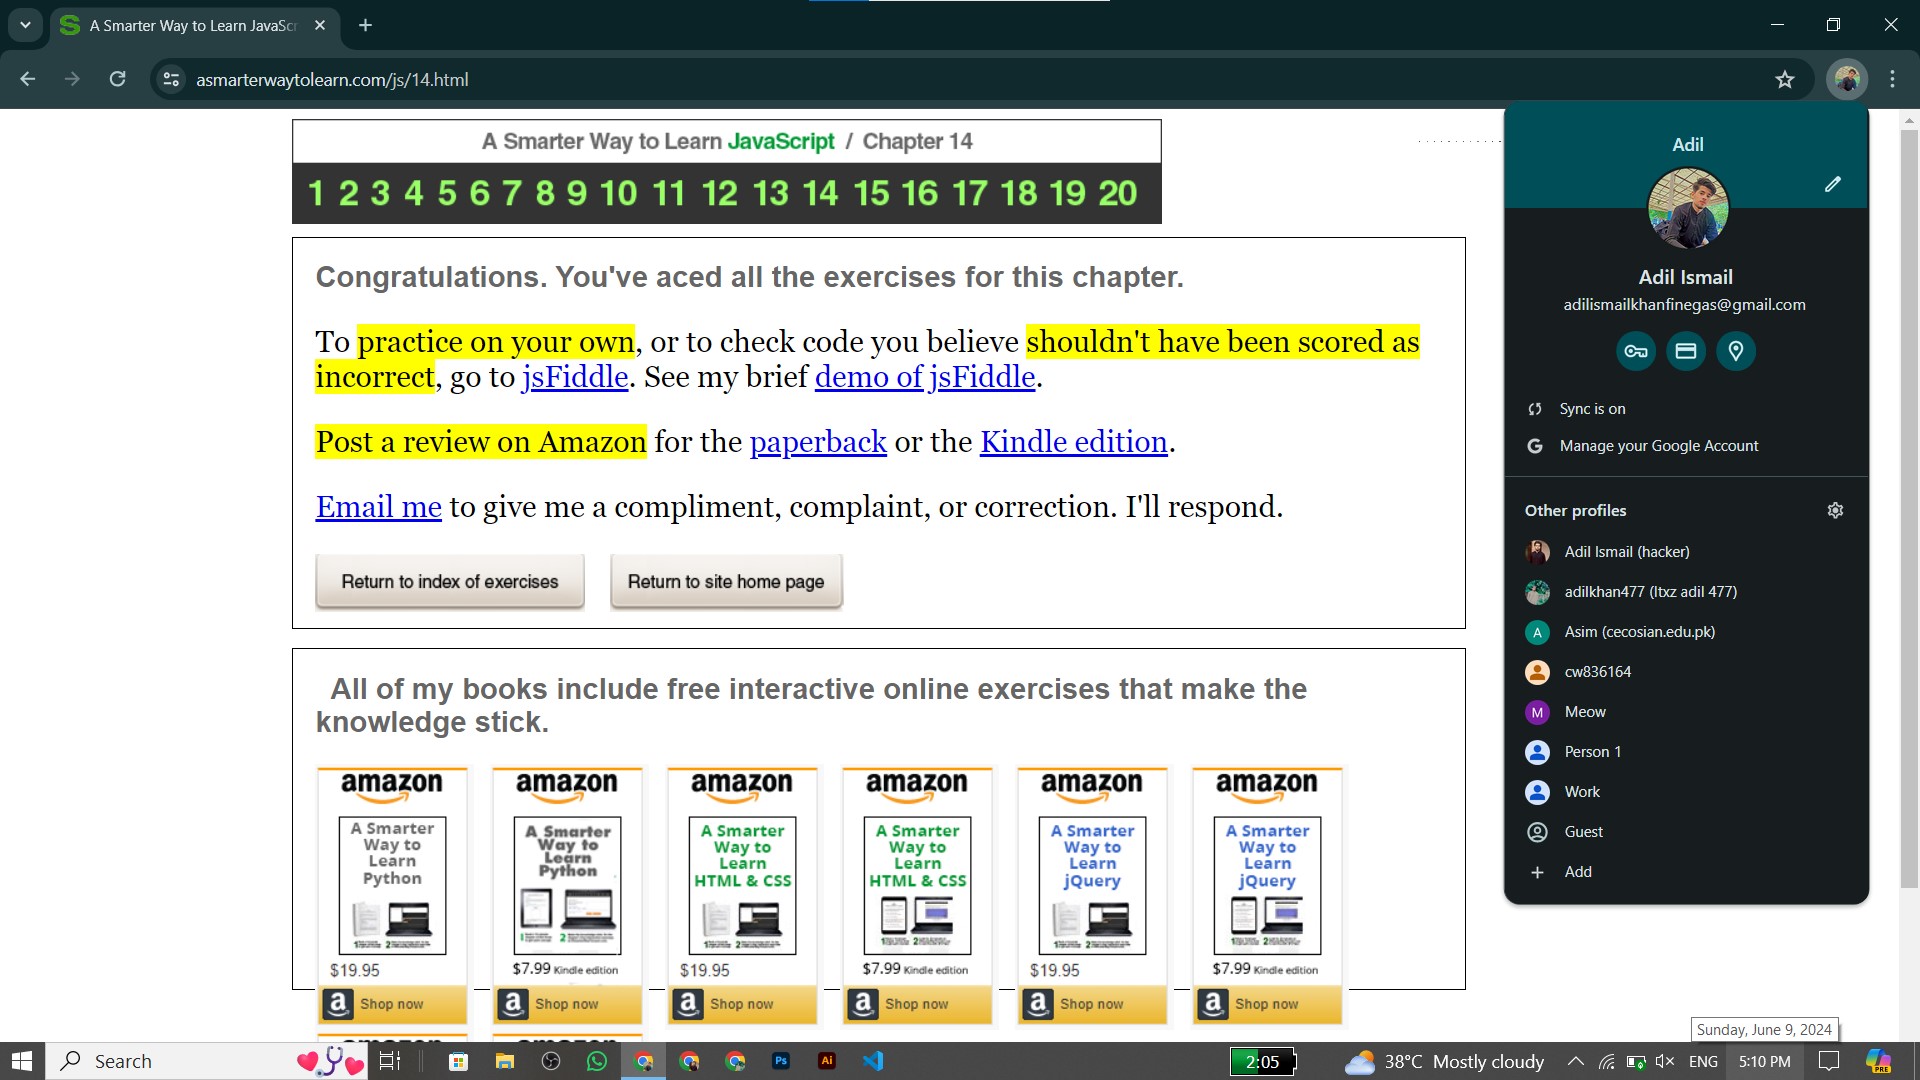 A Smarter Way to Learn JavaScr
asmarterwaytolearn.com/js/14.html
A Smarter Way to Learn JavaScript / Chapter 14
1 2 3 4 5 6 7 8 9 10 11 12 13 14 15 16 17 18 19 20
Congratulations. You've aced all the exercises for this chapter.
To practice on your own, or to check code you believe shouldn't have been scored as
incorrect, go to jsFiddle. See my brief demo of jsFiddle.
Post a review on Amazon for the paperback or the Kindle edition.
Email me to give me a compliment, complaint, or correction. I'll respond.
Return to index of exercises
Return to site home page
All of my books include free interactive online exercises that make the
knowledge stick.
amazon
A Smarter
Way to
Learn
Python
$19.95
a Shop now
amazon
A Smarter
Way to
Learn
Python
$7.99 Kindle edition
a Shop now
amazon
A Smarter
Way to
Learn
HTML & CSS
$19.95
a Shop now
amazon
A Smarter
Way to
Learn
HTML & CSS
$7.99 Kindle edition
a Shop now
amazon
A Smarter
Way to
Learn
jQuery
$19.95
a Shop now
amazon
A Smarter
Way to
Learn
jQuery
$7.99 Kindle edition
a Shop now
Adil
Adil Ismail
adilismailkhanfinegas@gmail.com
Sync is on
G Manage your Google Account
Other profiles
Adil Ismail (hacker)
adilkhan477 (ltxz adil 477)
A Asim (cecosian.edu.pk)
cw836164
M Meow
Person 1
Work
Guest
Add
Sunday, June 9, 2024
Search
Ps
Ai
2:05
38°C Mostly cloudy
ENG
5:10 PM
PRE